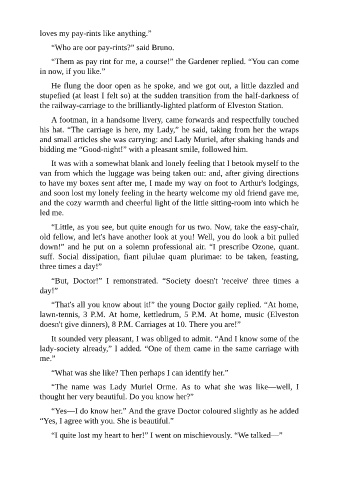 loves my pay-rints like anything."
"Who are oor pay-rints?" said Bruno.
"Them as pay rint for me, a course!" the Gardener replied. "You can come
in now, if you like."
He flung the door open as he spoke, and we got out, a little dazzled and
stupefied (at least I felt so) at the sudden transition from the half-darkness of
the railway-carriage to the brilliantly-lighted platform of Elveston Station.
A footman, in a handsome livery, came forwards and respectfully touched
his hat. "The carriage is here, my Lady," he said, taking from her the wraps
and small articles she was carrying: and Lady Muriel, after shaking hands and
bidding me "Good-night!" with a pleasant smile, followed him.
It was with a somewhat blank and lonely feeling that I betook myself to the
van from which the luggage was being taken out: and, after giving directions
to have my boxes sent after me, I made my way on foot to Arthur's lodgings,
and soon lost my lonely feeling in the hearty welcome my old friend gave me,
and the cozy warmth and cheerful light of the little sitting-room into which he
led me.
"Little, as you see, but quite enough for us two. Now, take the easy-chair,
old fellow, and let's have another look at you! Well, you do look a bit pulled
down!" and he put on a solemn professional air. "I prescribe Ozone, quant.
suff. Social dissipation, fiant pilulae quam plurimae: to be taken, feasting,
three times a day!"
"But, Doctor!" I remonstrated. "Society doesn't 'receive' three times a
day!"
"That's all you know about it!" the young Doctor gaily replied. "At home,
lawn-tennis, 3 P.M. At home, kettledrum, 5 P.M. At home, music (Elveston
doesn't give dinners), 8 P.M. Carriages at 10. There you are!"
It sounded very pleasant, I was obliged to admit. "And I know some of the
lady-society already," I added. "One of them came in the same carriage with
me."
"What was she like? Then perhaps I can identify her."
"The name was Lady Muriel Orme. As to what she was like—well, I
thought her very beautiful. Do you know her?"
"Yes—I do know her." And the grave Doctor coloured slightly as he added
"Yes, I agree with you. She is beautiful."
"I quite lost my heart to her!" I went on mischievously. "We talked—"